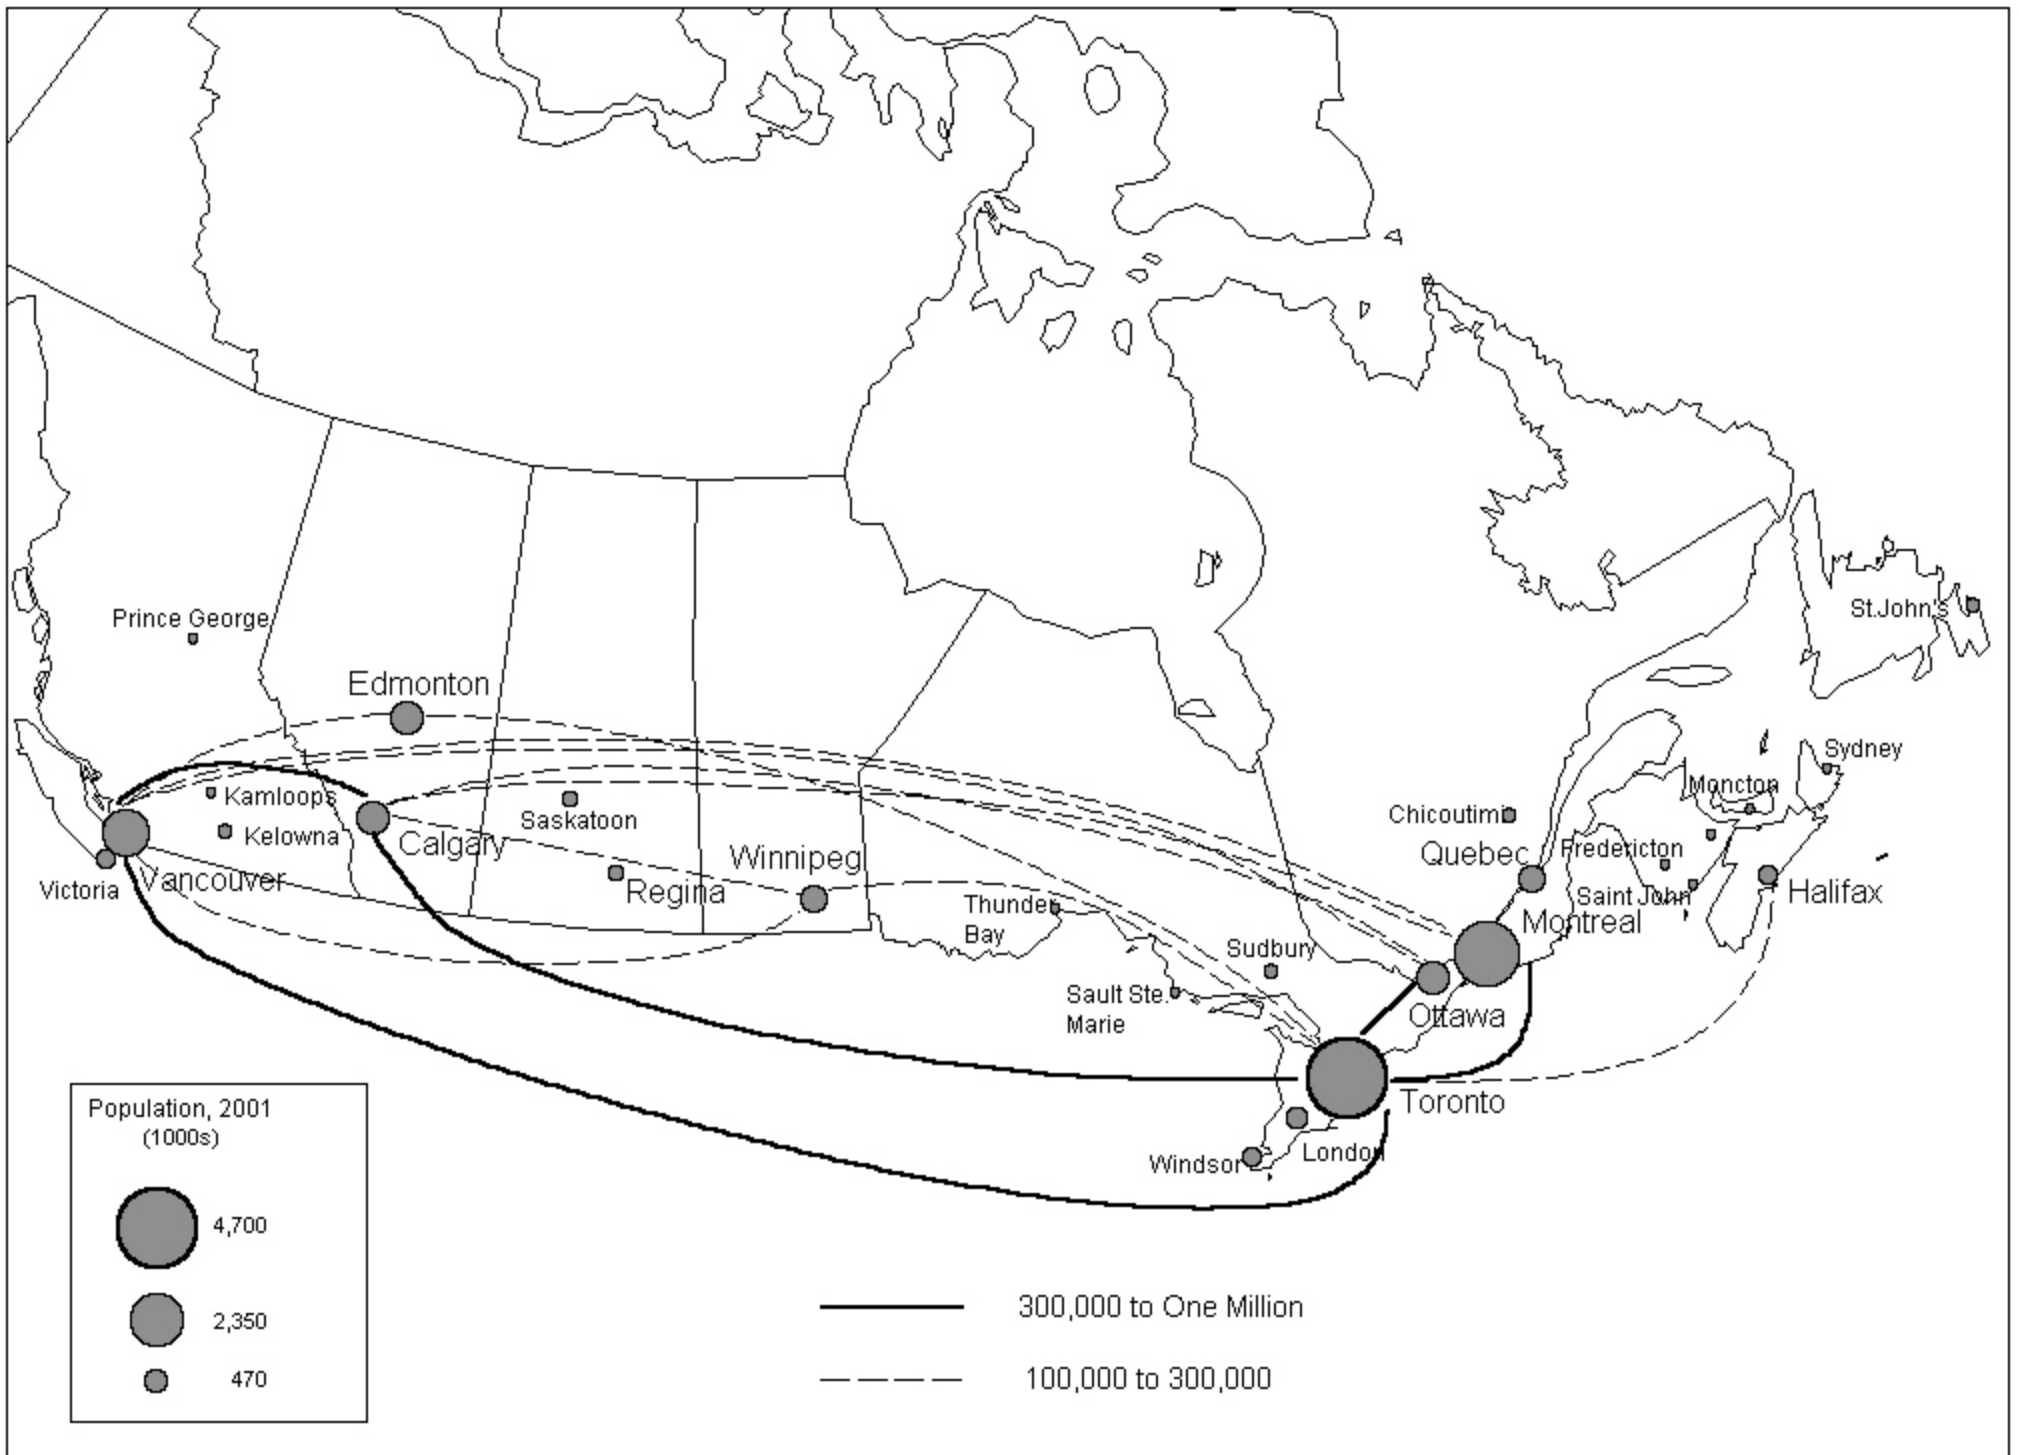 Prince George
Edmonton
St.John's
Sydney
Moncton
Kamloops
Kelowna
Calgary
Saskatoon
Chicoutimi
Quebec
Fredericton
Winnipeg
Victoria
Vancouver
Regina
Thunder
Bay
Saint John
Halifax
Montreal
Sudbury
Sault Ste.
Marie
Ottawa
Toronto
London
Windsor
Population, 2001
(1000s)
4,700
2,350
470
300,000 to One Million
100,000 to 300,000